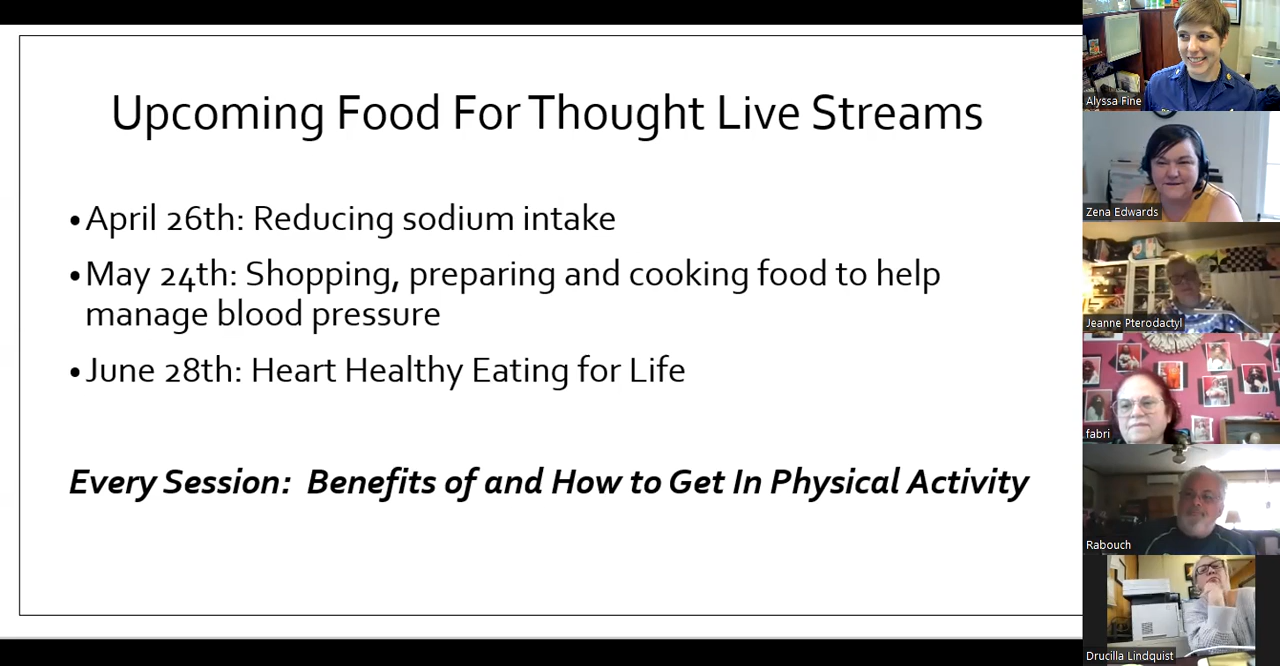 Upcoming Food For Thought Live Streams
•April 26th: Reducing sodium intake
•May 24th: Shopping, preparing and cooking food to help
manage blood pressure
•June 28th: Heart Healthy Eating for Life
Every Session: Benefits of and How to Get In Physical Activity
Alyssa Fine
Zena Edwards
Jeanne Pterodactyl
fabri
Rabouch
Drucilla Lindquist